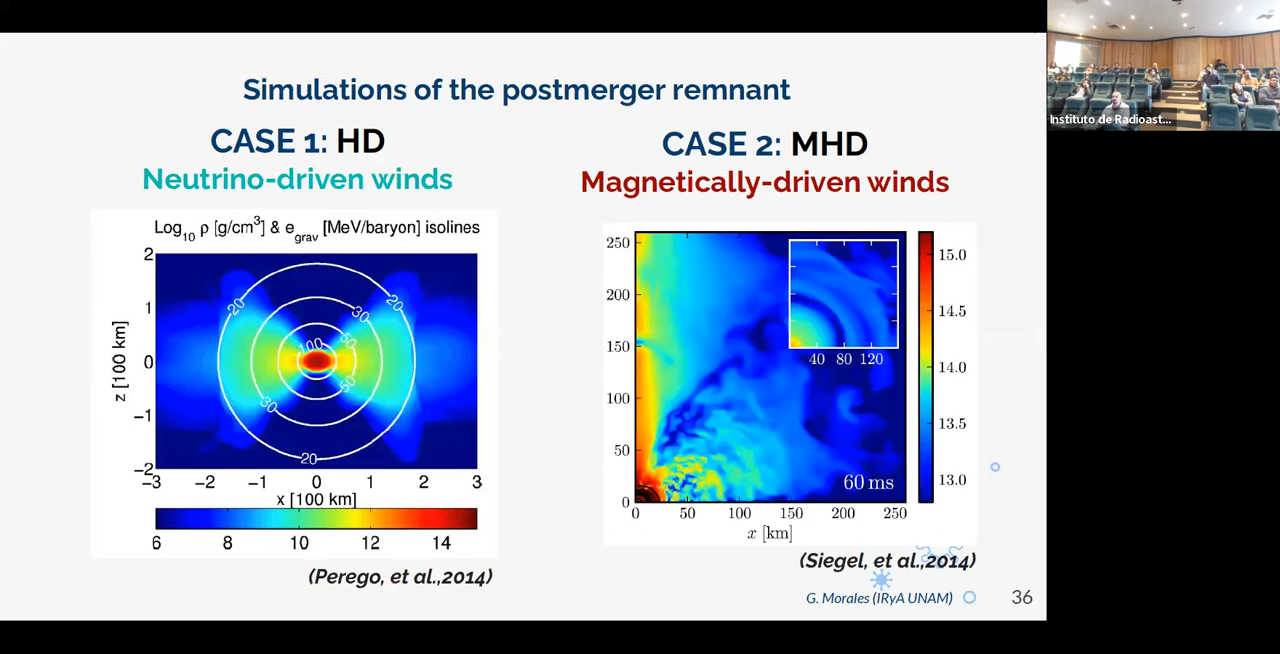 Simulations of the postmerger remnant
CASE 1: HD
Neutrino-driven winds
Log10 ρ [g/cm3] & egrav [MeV/baryon] isolines
2
1
0
−1
−2
z [100 km]
20
20
30
50
100
50
30
20
−3 −2 −1 0 1 2 3
x [100 km]
6 8 10 12 14
(Perego, et al.,2014)
CASE 2: MHD
Magnetically-driven winds
250
200
150
100
50
0
40 80 120
60 ms
0 50 100 150 200 250
x [km]
15.0
14.5
14.0
13.5
13.0
(Siegel, et al.,2014)
G. Morales (IRyA UNAM)
36
Instituto de Radioast...